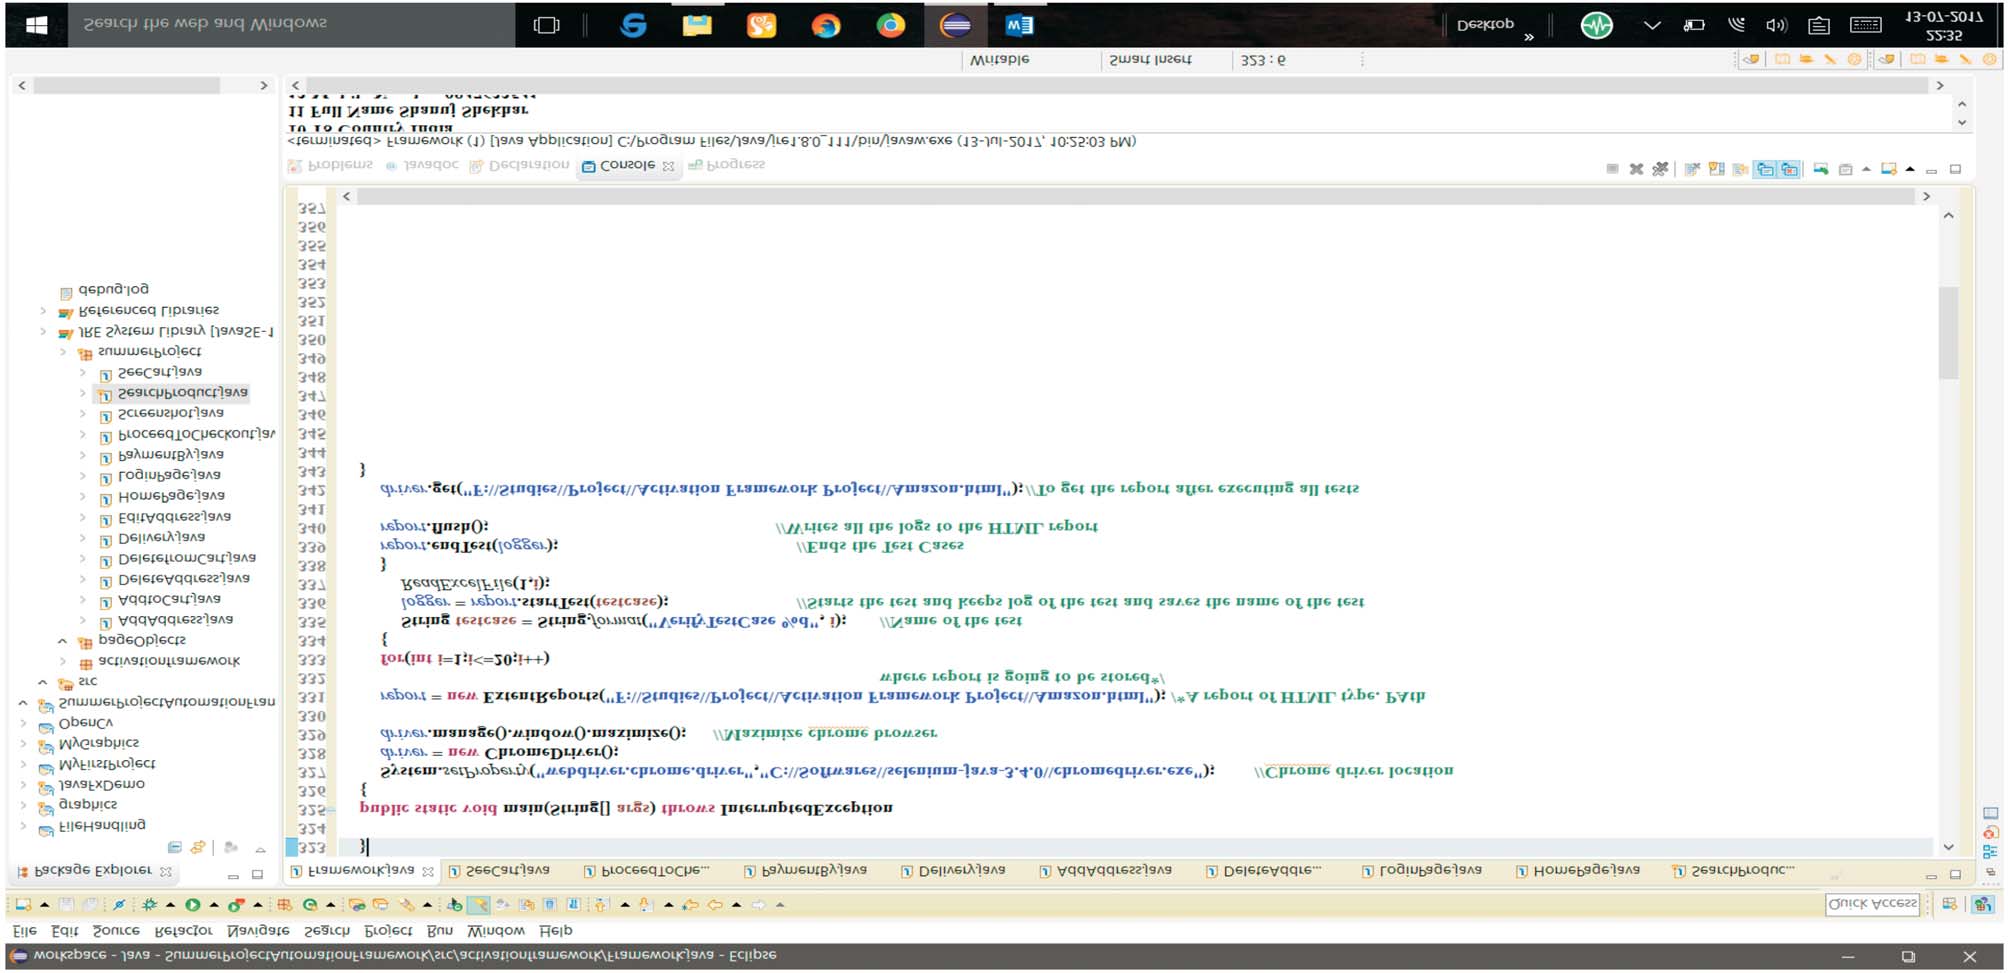 workspace - Java - SummerProjectAutomationFramework/src/activationframework/Framework.java - Eclipse
File Edit Source Refactor Navigate Search Project Run Window Help
Quick Access
Package Explorer
FileHandling
graphics
JavaFxDemo
MyFirstProject
MyGraphics
OpenCv
SummerProjectAutomationFran
src
activationframework
pageObjects
AddAddress.java
AddtoCart.java
DeleteAddress.java
DeletefromCart.java
Delivery.java
EditAddress.java
HomePage.java
LoginPage.java
PaymentBy.java
ProceedToCheckout.jav
Screenshot.java
SearchProduct.java
SeeCart.java
summerProject
JRE System Library [JavaSE-1
Referenced Libraries
debug.log
Framework.java SeeCart.java ProceedToChe... PaymentBy.java Delivery.java AddAddress.java DeleteAddre... LoginPage.java HomePage.java SearchProduc...
323 }
324
325 public static void main(String[] args) throws InterruptedException
326 {
327 System.setProperty("webdriver.chrome.driver","C:\\Softwares\\selenium-java-3.4.0\\chromedriver.exe"); //Chrome driver location
328 driver = new ChromeDriver();
329 driver.manage().window().maximize(); //Maximize chrome browser
330
331 report = new ExtentReports("F:\\Studies\\Project\\Activation Framework Project\\Amazon.html"); /*A report of HTML type. PAth
332 where report is going to be stored*/
333 for(int i=1;i<=20;i++)
334 {
335 String testcase = String.format("VerifyTestCase %d", i); //Name of the test
336 logger = report.startTest(testcase); //Starts the test and keeps log of the test and saves the name of the test
337 ReadExcelFile(1,i);
338 }
339 report.endTest(logger); //Ends the Test Cases
340 report.flush(); //Writes all the logs to the HTML report
341
342 driver.get("F:\\Studies\\Project\\Activation Framework Project\\Amazon.html");//To get the report after executing all tests
343 }
344
345
346
347
348
349
350
351
352
353
354
355
356
357
Problems Javadoc Declaration Console Progress
<terminated> Framework (1) [Java Application] C:\Program Files\Java\jre1.8.0_111\bin\javaw.exe (13-Jul-2017, 10:25:03 PM)
10 18 Country India
11 Full Name Shanuj Shekhar
Writable Smart Insert 323 : 6
Search the web and Windows
Desktop »
22:35
13-07-2017